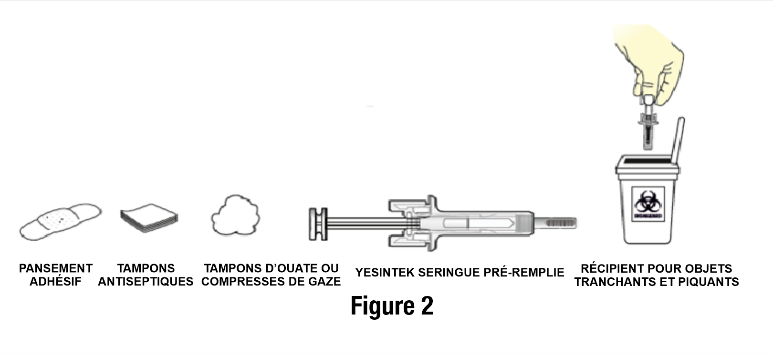 PANSEMENT
ADHÉSIF
TAMPONS
ANTISEPTIQUES
TAMPONS D'OUATE OU
COMPRESSES DE GAZE
YESINTEK SERINGUE PRÉ-REMPLIE
RÉCIPIENT POUR OBJETS
TRANCHANTS ET PIQUANTS
Figure 2